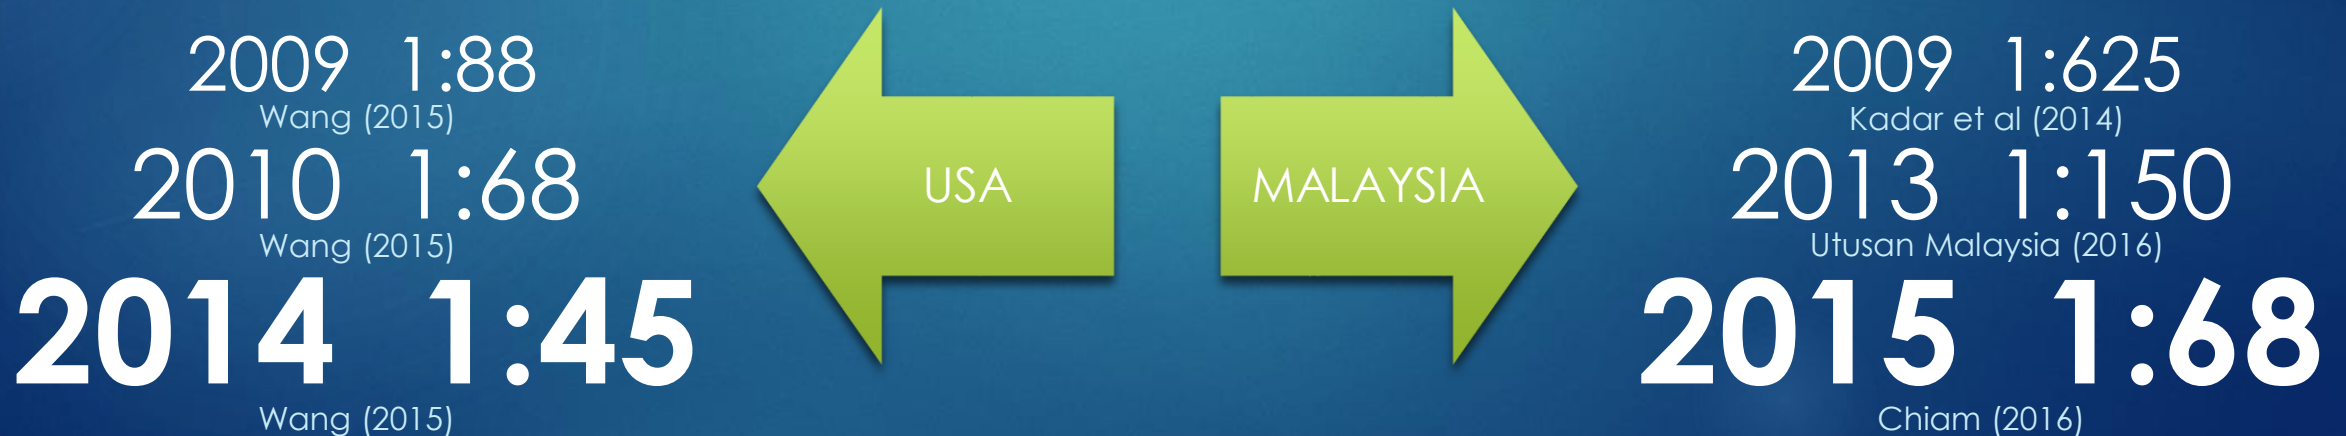 2009 1:88
Wang (2015)
2010 1:68
Wang (2015)
2014 1:45
Wang (2015)
USA
MALAYSIA
2009 1:625
Kadar et al (2014)
2013 1:150
Utusan Malaysia (2016)
2015 1:68
Chiam (2016)